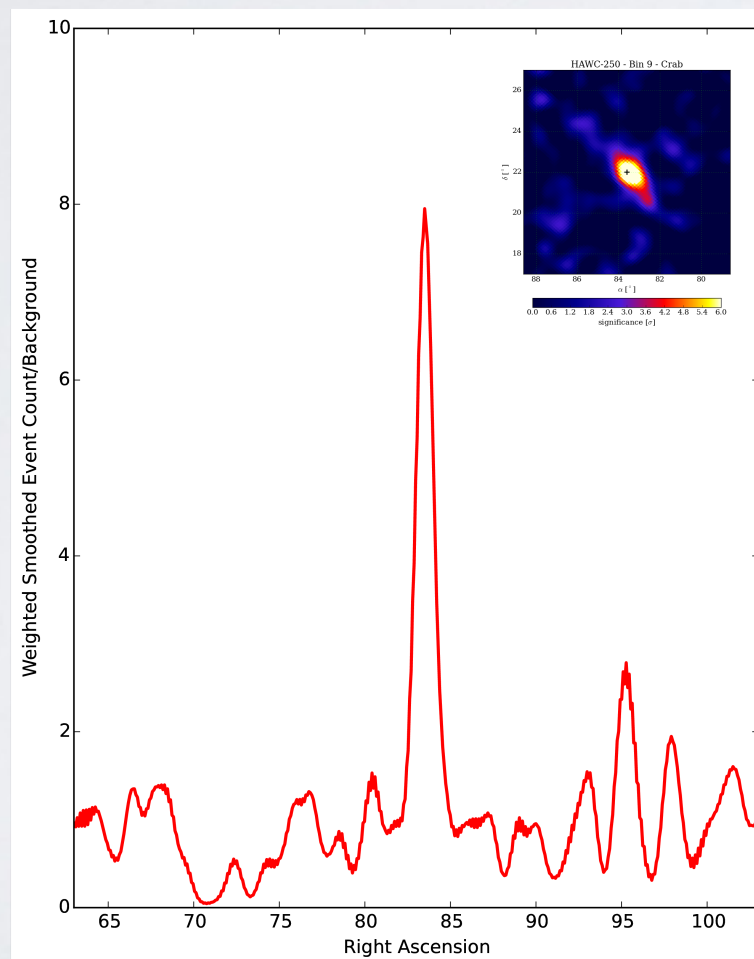 10
8
6
4
2
0
Weighted Smoothed Event Count/Background
65 70 75 80 85 90 95 100
Right Ascension
HAWC-250 - Bin 9 - Crab
26
24
22
20
18
δ [°]
88 86 84 82 80
α [°]
0.0 0.6 1.2 1.8 2.4 3.0 3.6 4.2 4.8 5.4 6.0
significance [σ]